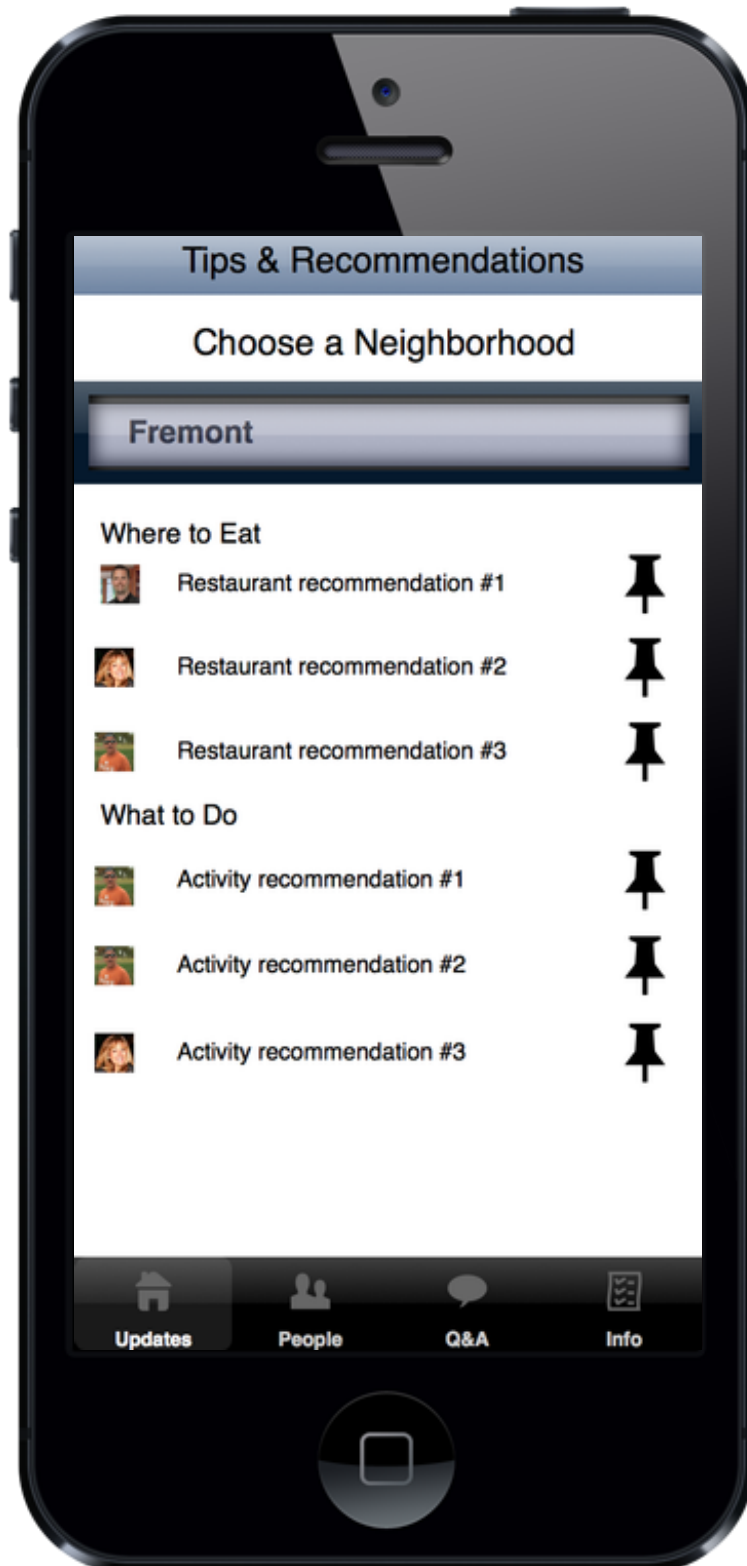 Tips & Recommendations
Choose a Neighborhood
Fremont
Where to Eat
Restaurant recommendation #1
Restaurant recommendation #2
Restaurant recommendation #3
What to Do
Activity recommendation #1
Activity recommendation #2
Activity recommendation #3
Updates People Q&A Info